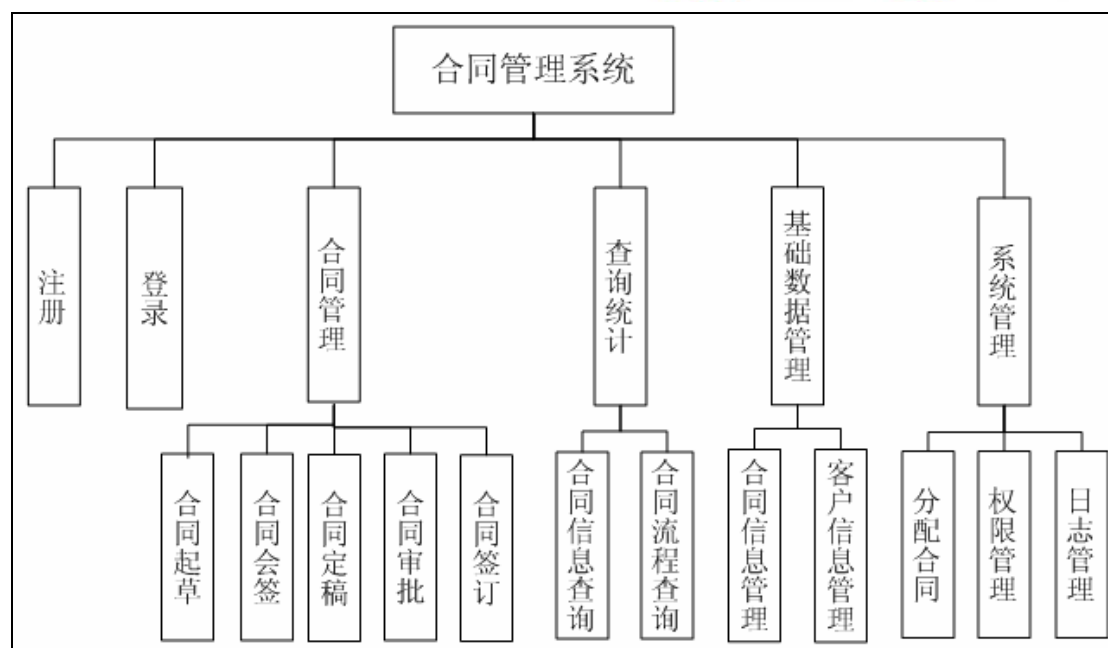 合同管理系统
注册
登录
合同管理
查询统计
基础数据管理
系统管理
合同起草
合同会签
合同定稿
合同审批
合同签订
合同信息查询
合同流程查询
合同信息管理
客户信息管理
分配合同
权限管理
日志管理